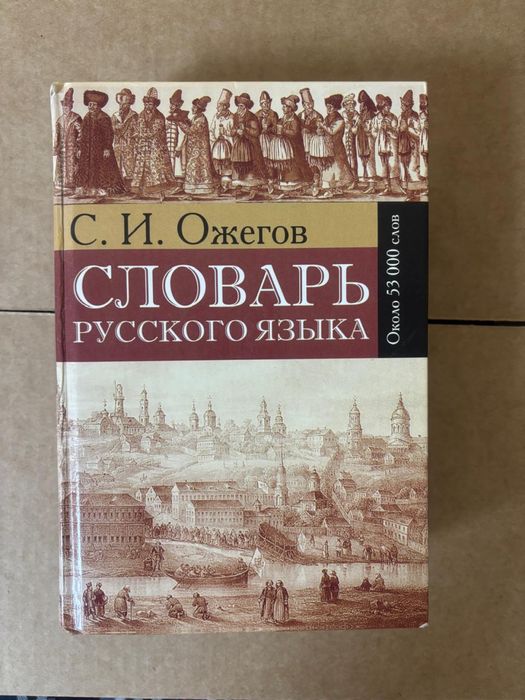 С. И. Ожегов
СЛОВАРЬ
РУССКОГО ЯЗЫКА
Около 53 000 слов